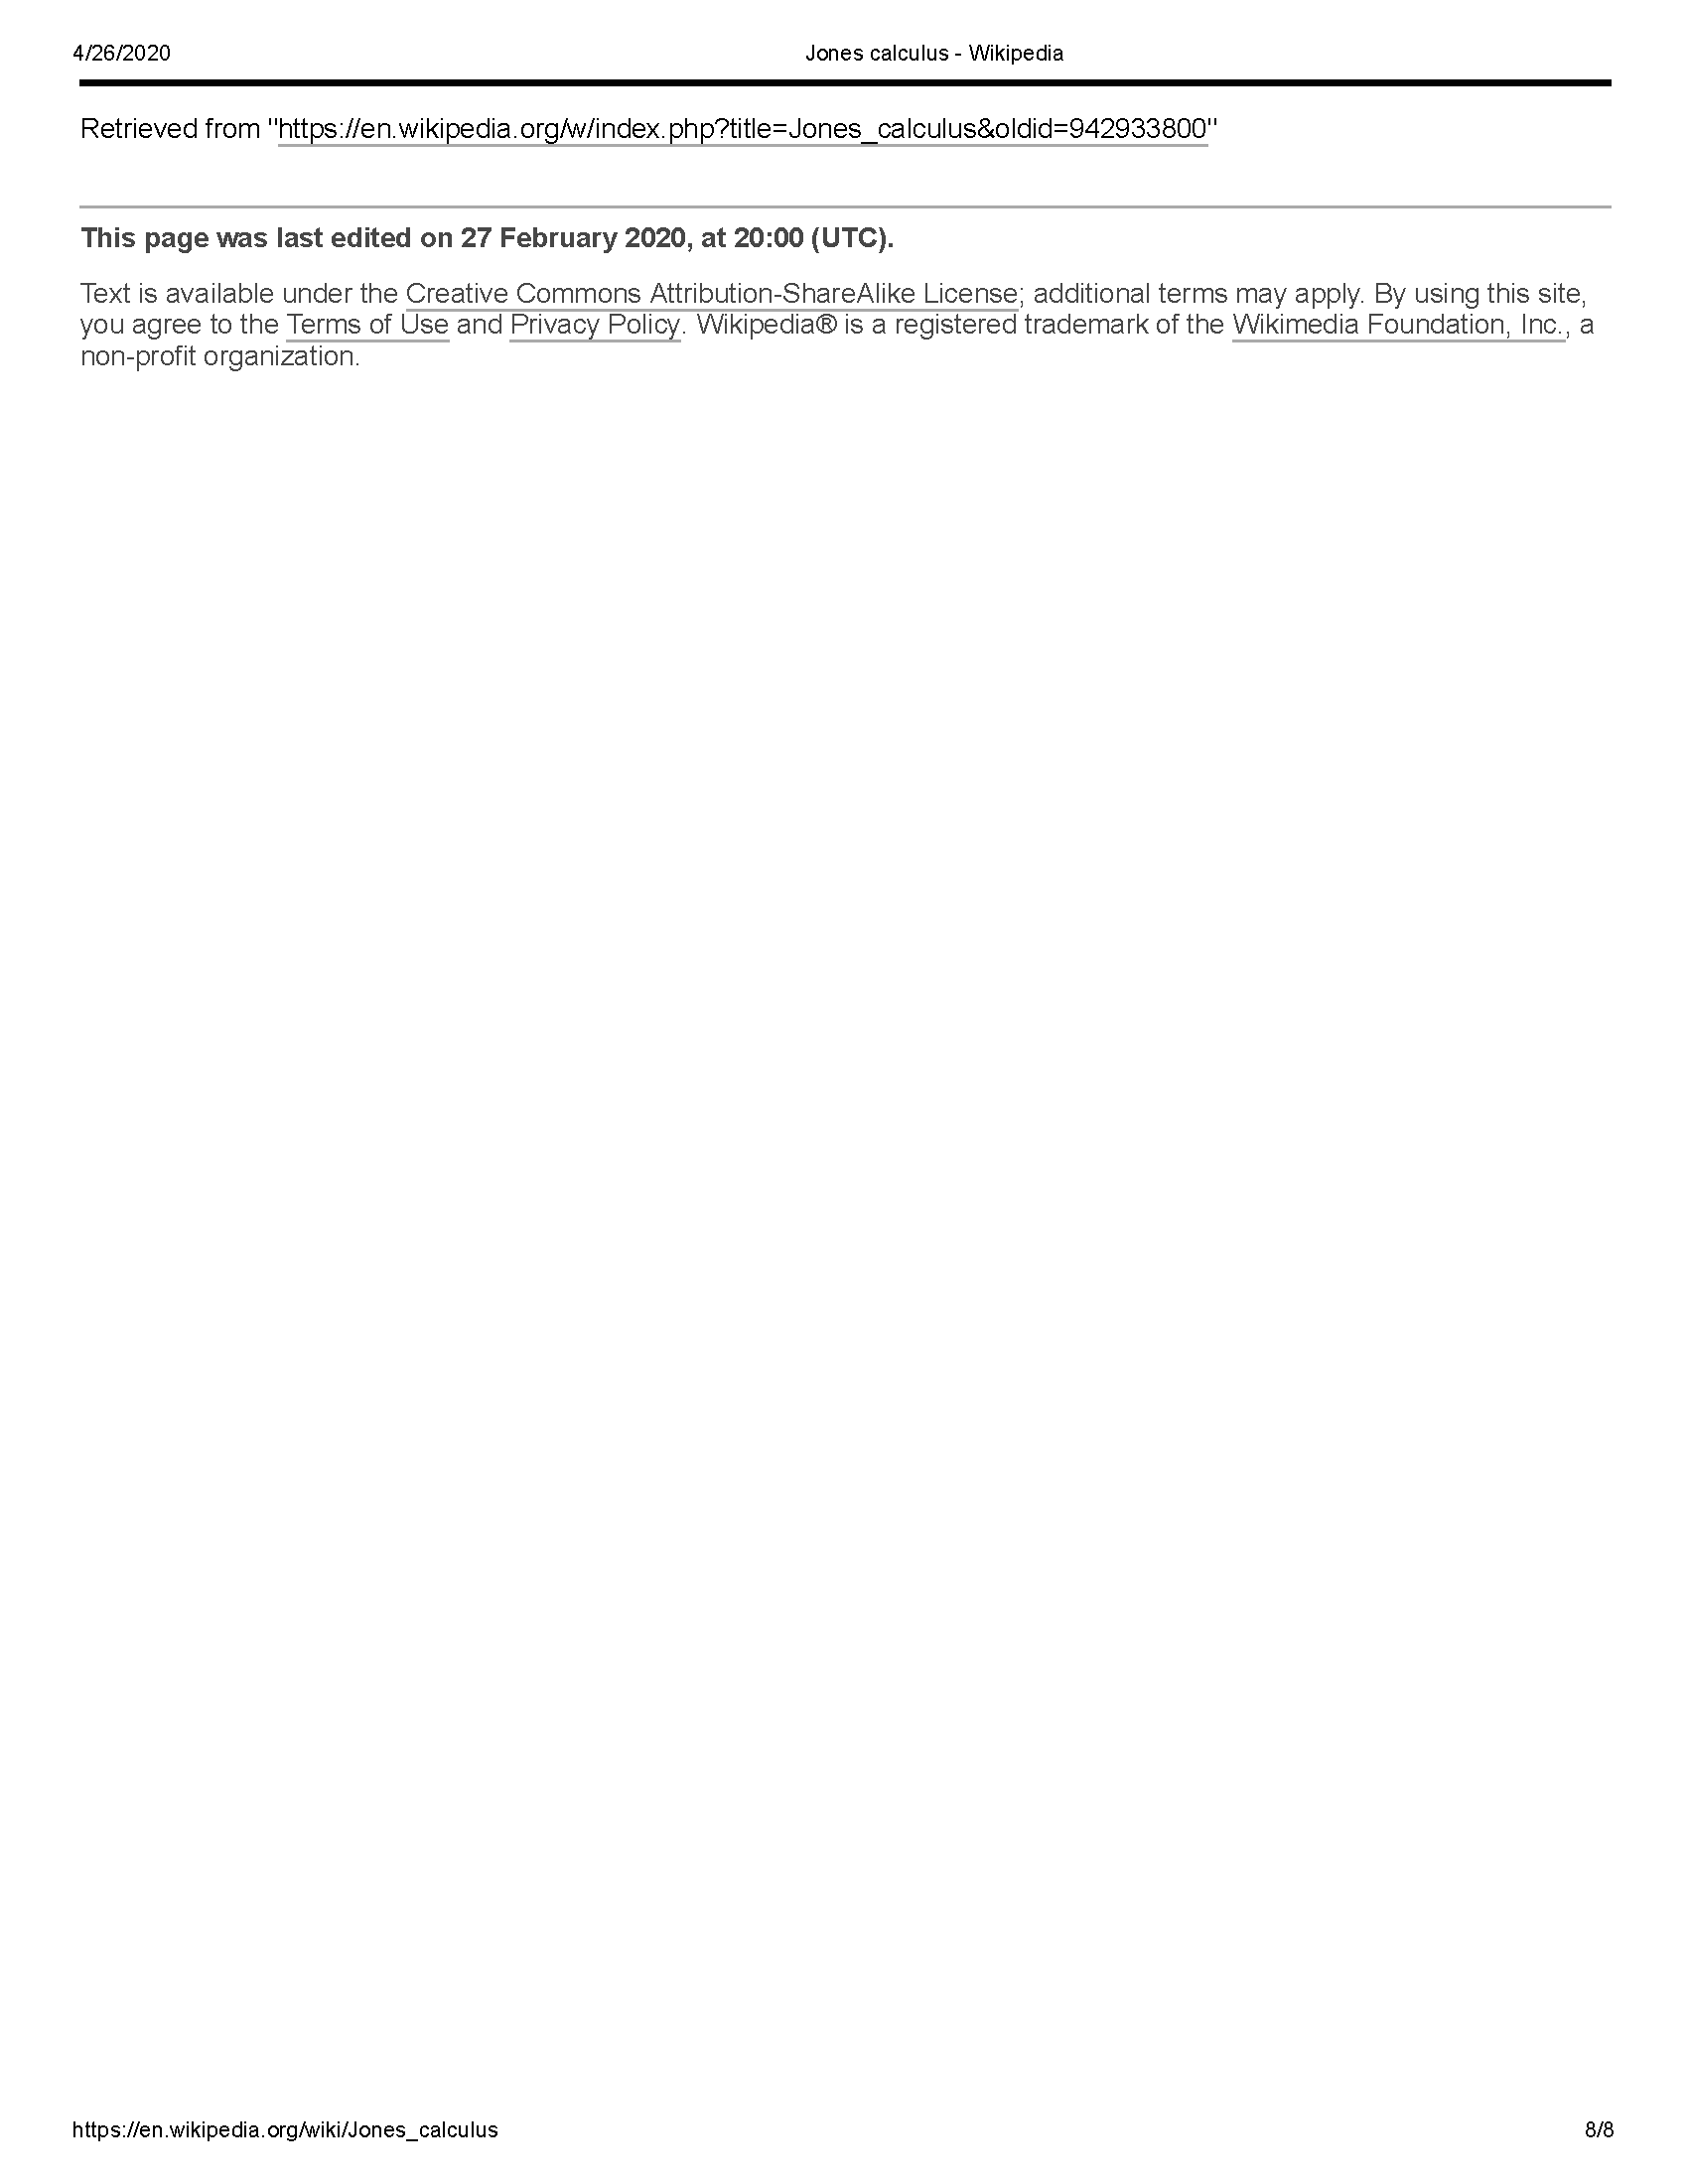 4/26/2020 Jones calculus - Wikipedia
Retrieved from "https://en.wikipedia.org/w/index.php?title=Jones_calculus&oldid=942933800"
This page was last edited on 27 February 2020, at 20:00 (UTC).
Text is available under the Creative Commons Attribution-ShareAlike License; additional terms may apply. By using this site,
you agree to the Terms of Use and Privacy Policy. Wikipedia® is a registered trademark of the Wikimedia Foundation, Inc., a
non-profit organization.
https://en.wikipedia.org/wiki/Jones_calculus 8/8